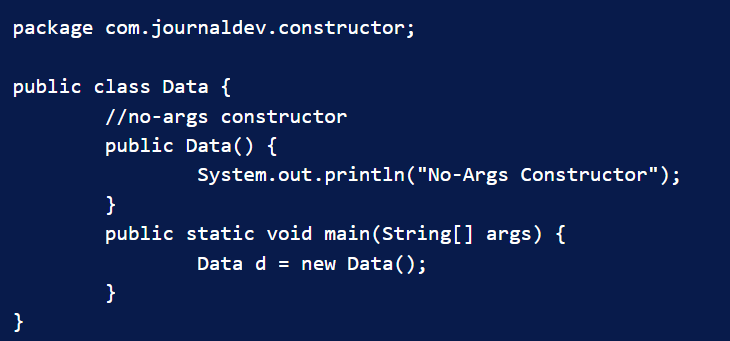 package com.journaldev.constructor;
public class Data {
//no-args constructor
public Data() {
System.out.println("No-Args Constructor");
}
public static void main(String[] args) {
Data d = new Data();
}
}